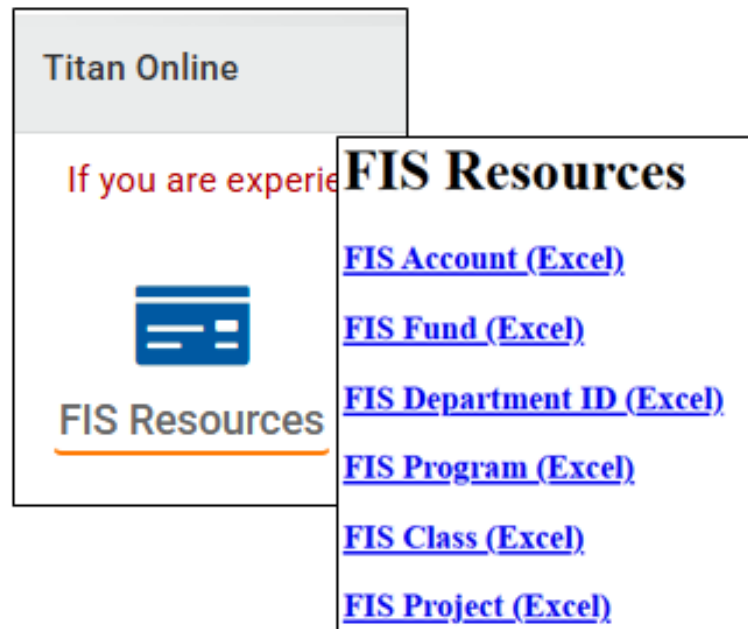 Titan Online
If you are
FIS Resources
FIS Resources
FIS Account (Excel)
FIS Fund (Excel)
FIS Department ID (Excel)
FIS Program (Excel)
FIS Class (Excel)
FIS Project (Excel)